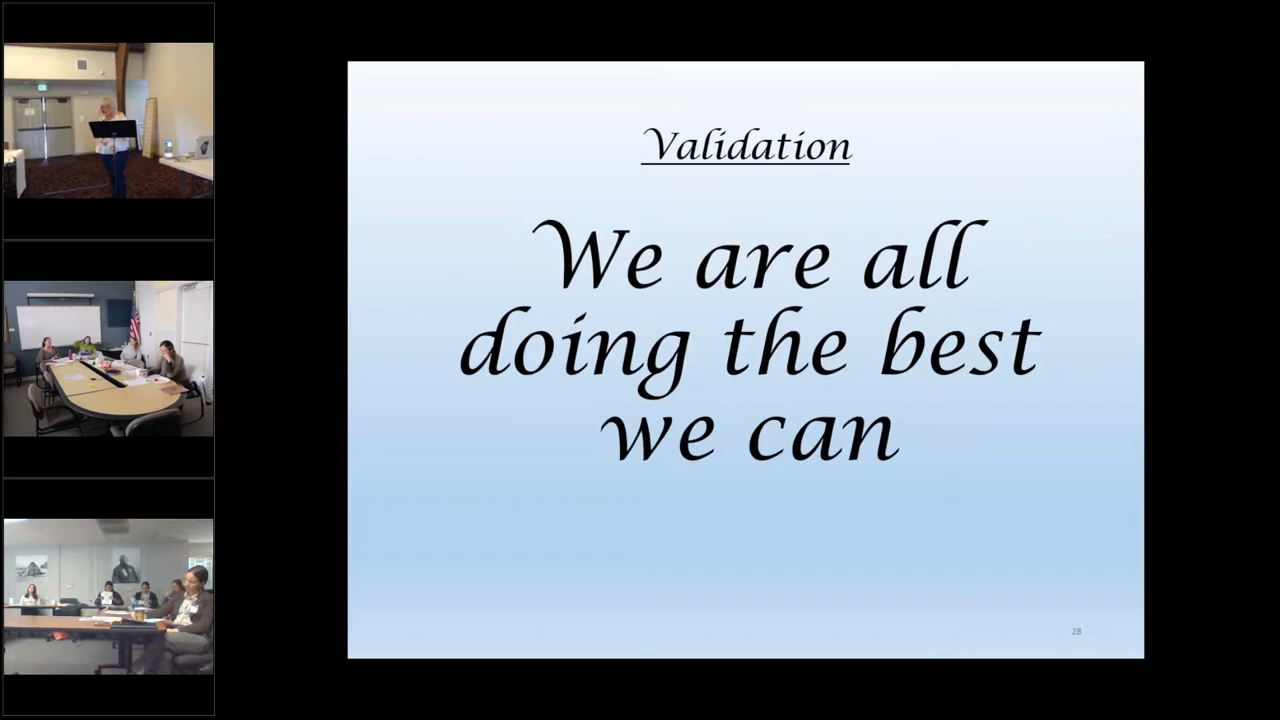 Validation
We are all
doing the best
we can
28